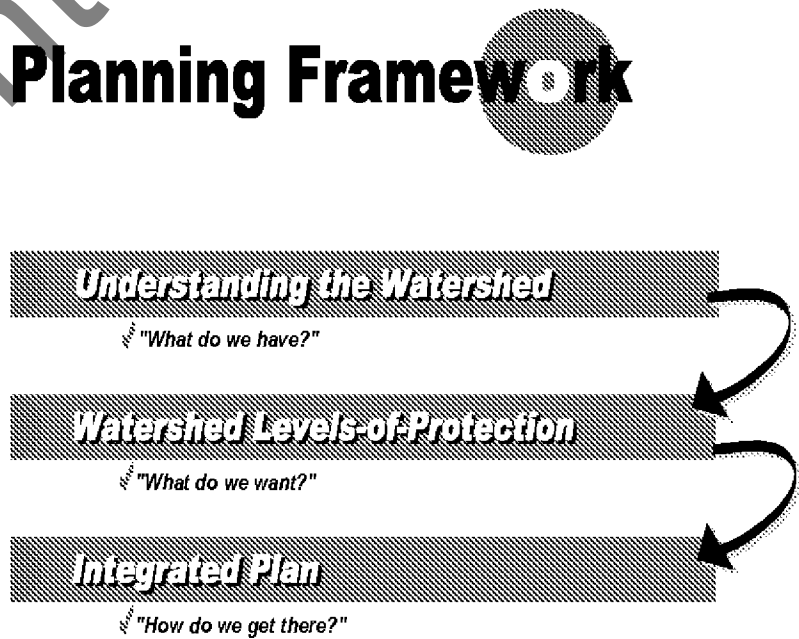 Planning Framework
Understanding the Watershed
"What do we have?"
Watershed Levels-of-Protection
"What do we want?"
Integrated Plan
"How do we get there?"